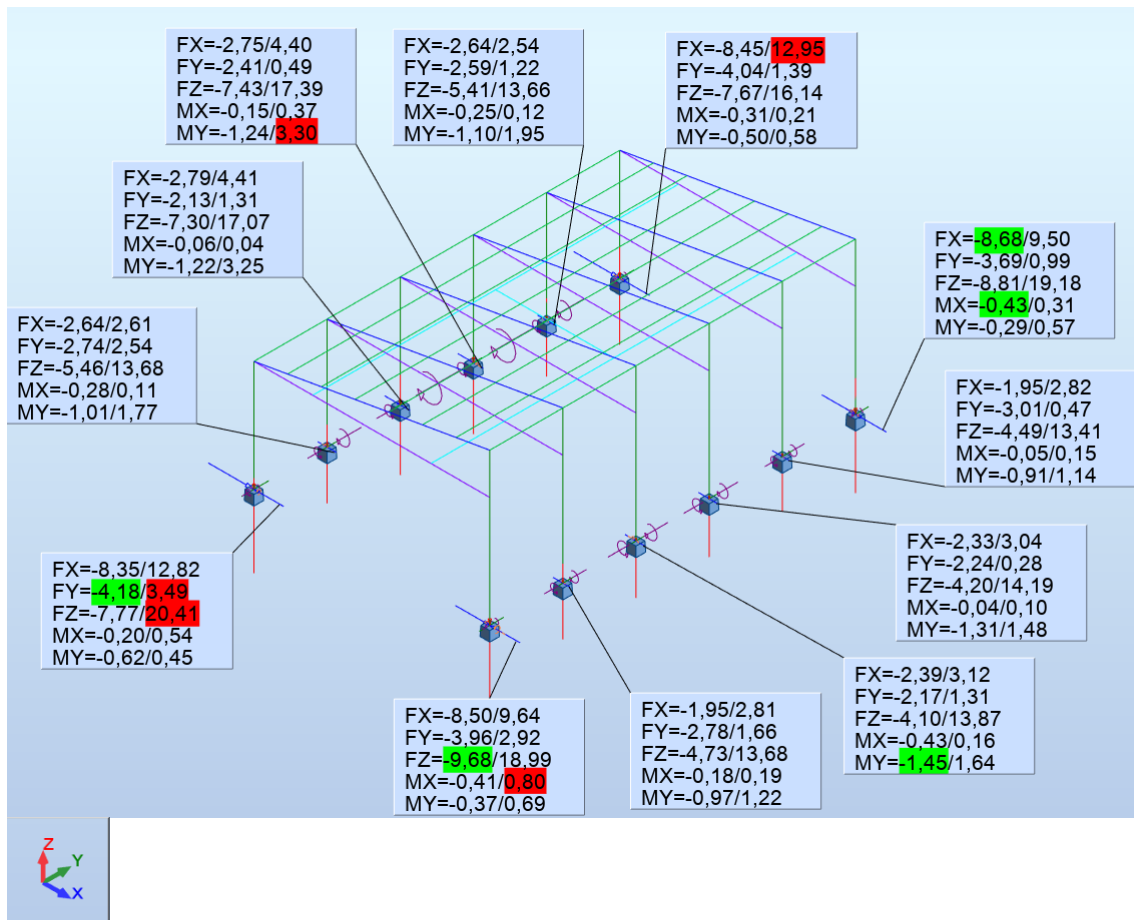 FX=-2,75/4,40
FY=-2,41/0,49
FZ=-7,43/17,39
MX=-0,15/0,37
MY=-1,24/3,30
FX=-2,64/2,54
FY=-2,59/1,22
FZ=-5,41/13,66
MX=-0,25/0,12
MY=-1,10/1,95
FX=-8,45/12,95
FY=-4,04/1,39
FZ=-7,67/16,14
MX=-0,31/0,21
MY=-0,50/0,58
FX=-2,79/4,41
FY=-2,13/1,31
FZ=-7,30/17,07
MX=-0,06/0,04
MY=-1,22/3,25
FX=-8,68/9,50
FY=-3,69/0,99
FZ=-8,81/19,18
MX=-0,43/0,31
MY=-0,29/0,57
FX=-2,64/2,61
FY=-2,74/2,54
FZ=-5,46/13,68
MX=-0,28/0,11
MY=-1,01/1,77
FX=-1,95/2,82
FY=-3,01/0,47
FZ=-4,49/13,41
MX=-0,05/0,15
MY=-0,91/1,14
FX=-2,33/3,04
FY=-2,24/0,28
FZ=-4,20/14,19
MX=-0,04/0,10
MY=-1,31/1,48
FX=-8,35/12,82
FY=-4,18/3,49
FZ=-7,77/20,41
MX=-0,20/0,54
MY=-0,62/0,45
FX=-2,39/3,12
FY=-2,17/1,31
FZ=-4,10/13,87
MX=-0,43/0,16
MY=-1,45/1,64
FX=-8,50/9,64
FY=-3,96/2,92
FZ=-9,68/18,99
MX=-0,41/0,80
MY=-0,37/0,69
FX=-1,95/2,81
FY=-2,78/1,66
FZ=-4,73/13,68
MX=-0,18/0,19
MY=-0,97/1,22
Z
Y
X